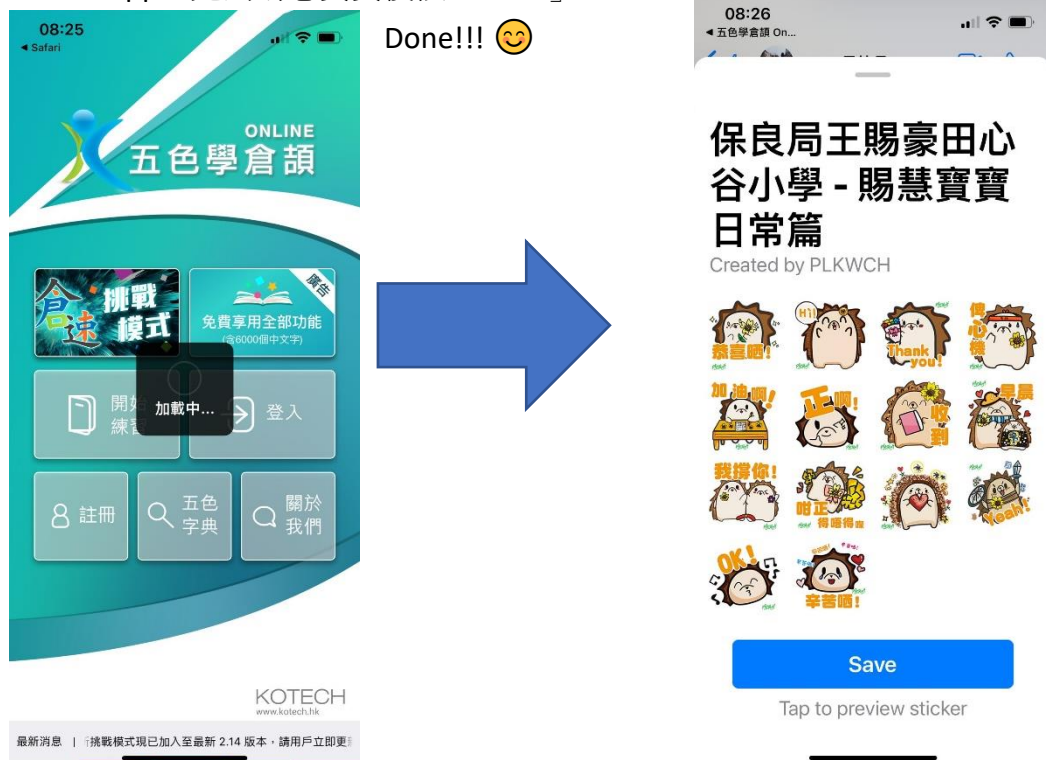 Done!!! 😊
08:25
◂ Safari
ONLINE
五色學倉頡
倉速
挑戰
模式
廣告
免費享用全部功能
(含6000個中文字)
開始
練習
加載中...
登入
註冊
五色
字典
關於
我們
KOTECH
www.kotech.hk
最新消息 | 挑戰模式現已加入至最新 2.14 版本，請用戶立即更
08:26
◂ 五色學倉頡 On...
保良局王賜豪田心
谷小學 - 賜慧寶寶
日常篇
Created by PLKWCH
恭喜晒!
Hi!
Thank
you!
傳心機
加油啊!
正啊!
收到
早晨
我撐你!
咁正
得唔得
Yeah!
OK!
辛苦晒!
Save
Tap to preview sticker